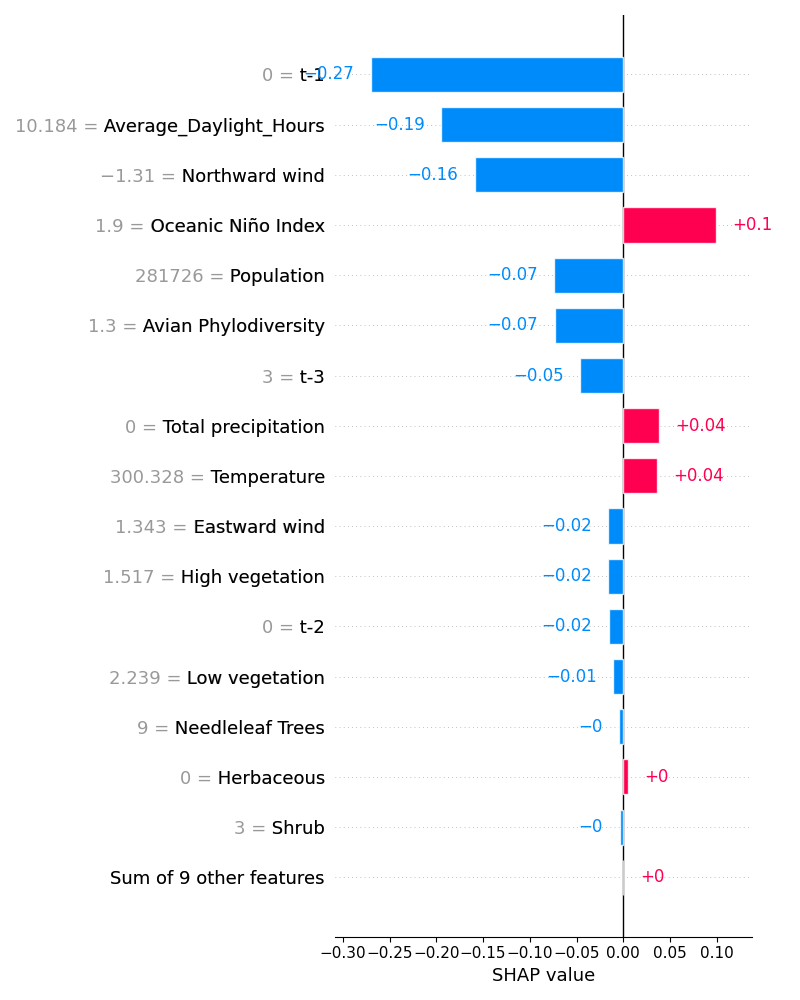 0 = t-1 −0.27
10.184 = Average_Daylight_Hours −0.19
−1.31 = Northward wind −0.16
1.9 = Oceanic Niño Index +0.1
281726 = Population −0.07
1.3 = Avian Phylodiversity −0.07
3 = t-3 −0.05
0 = Total precipitation +0.04
300.328 = Temperature +0.04
1.343 = Eastward wind −0.02
1.517 = High vegetation −0.02
0 = t-2 −0.02
2.239 = Low vegetation −0.01
9 = Needleleaf Trees −0
0 = Herbaceous +0
3 = Shrub −0
Sum of 9 other features +0
−0.30 −0.25 −0.20 −0.15 −0.10 −0.05 0.00 0.05 0.10
SHAP value